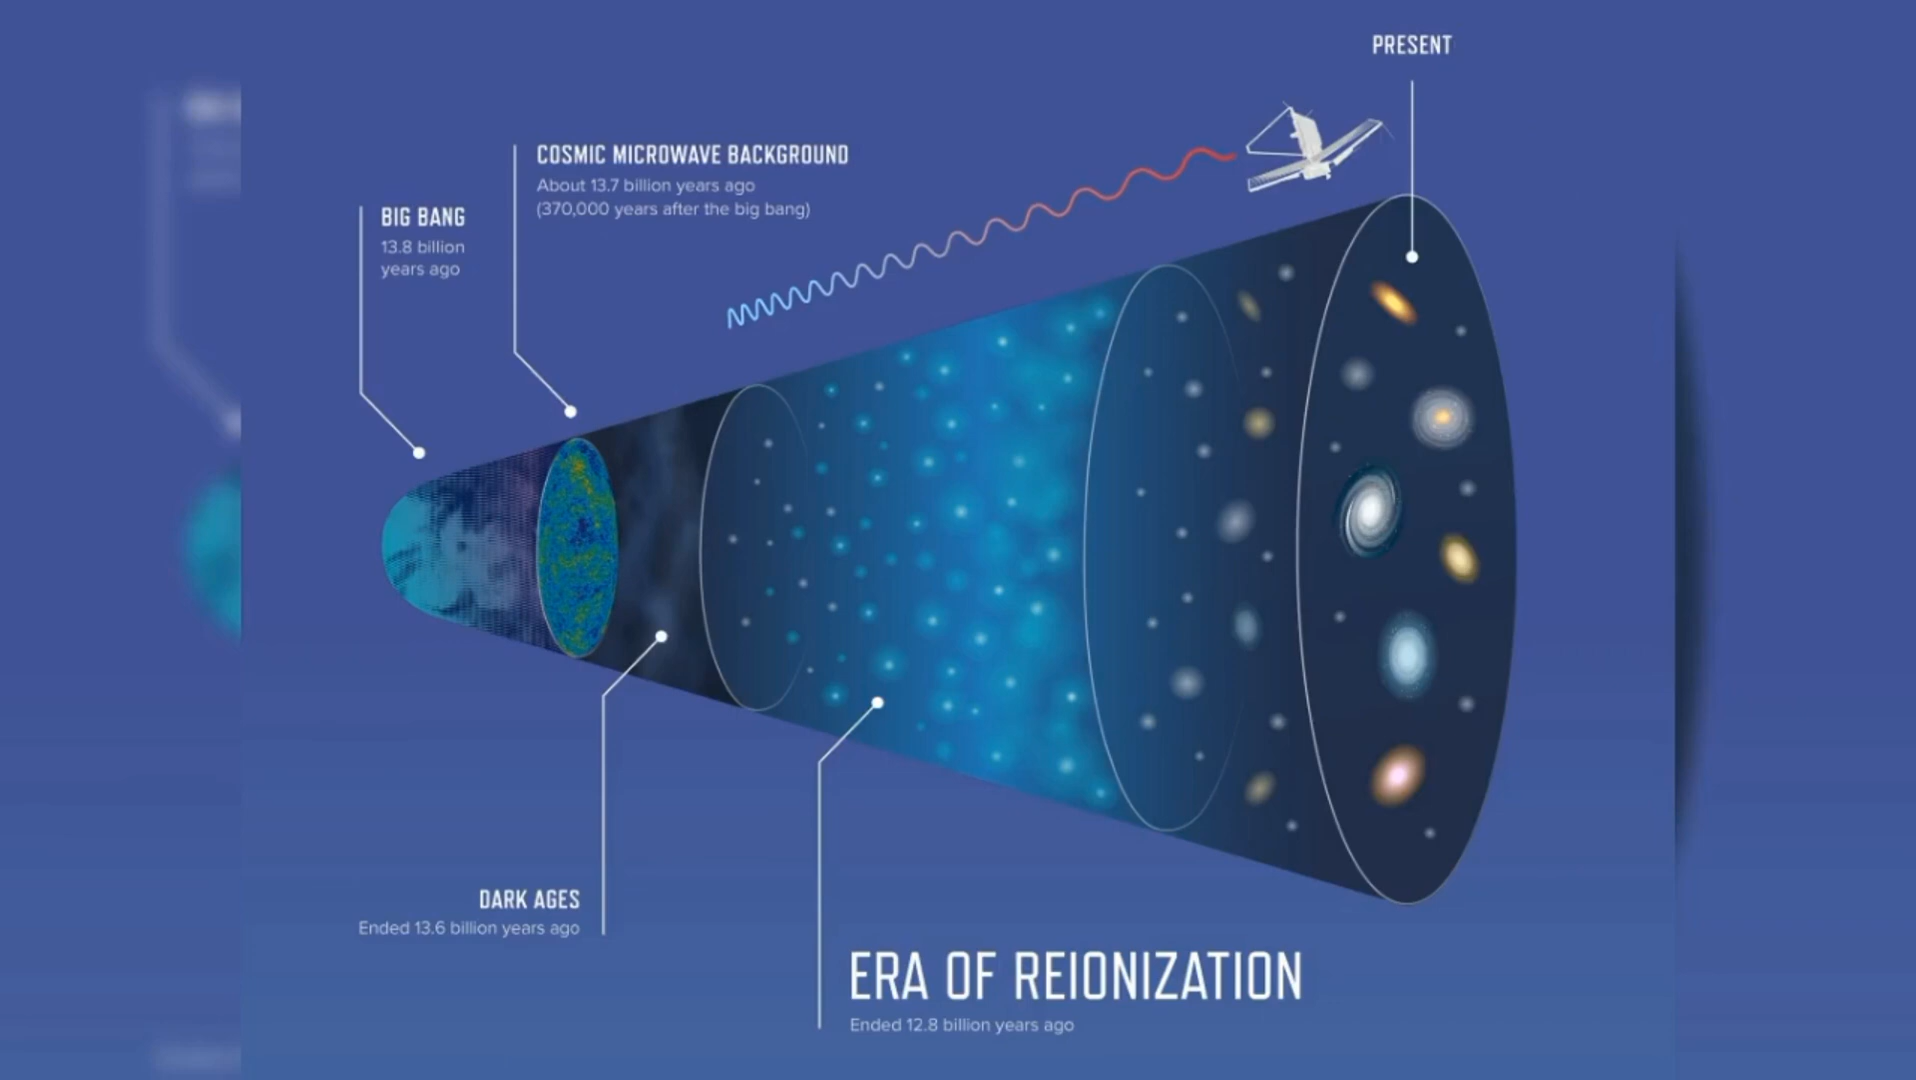 PRESENT
COSMIC MICROWAVE BACKGROUND
About 13.7 billion years ago
(370,000 years after the big bang)
BIG BANG
13.8 billion
years ago
DARK AGES
Ended 13.6 billion years ago
ERA OF REIONIZATION
Ended 12.8 billion years ago